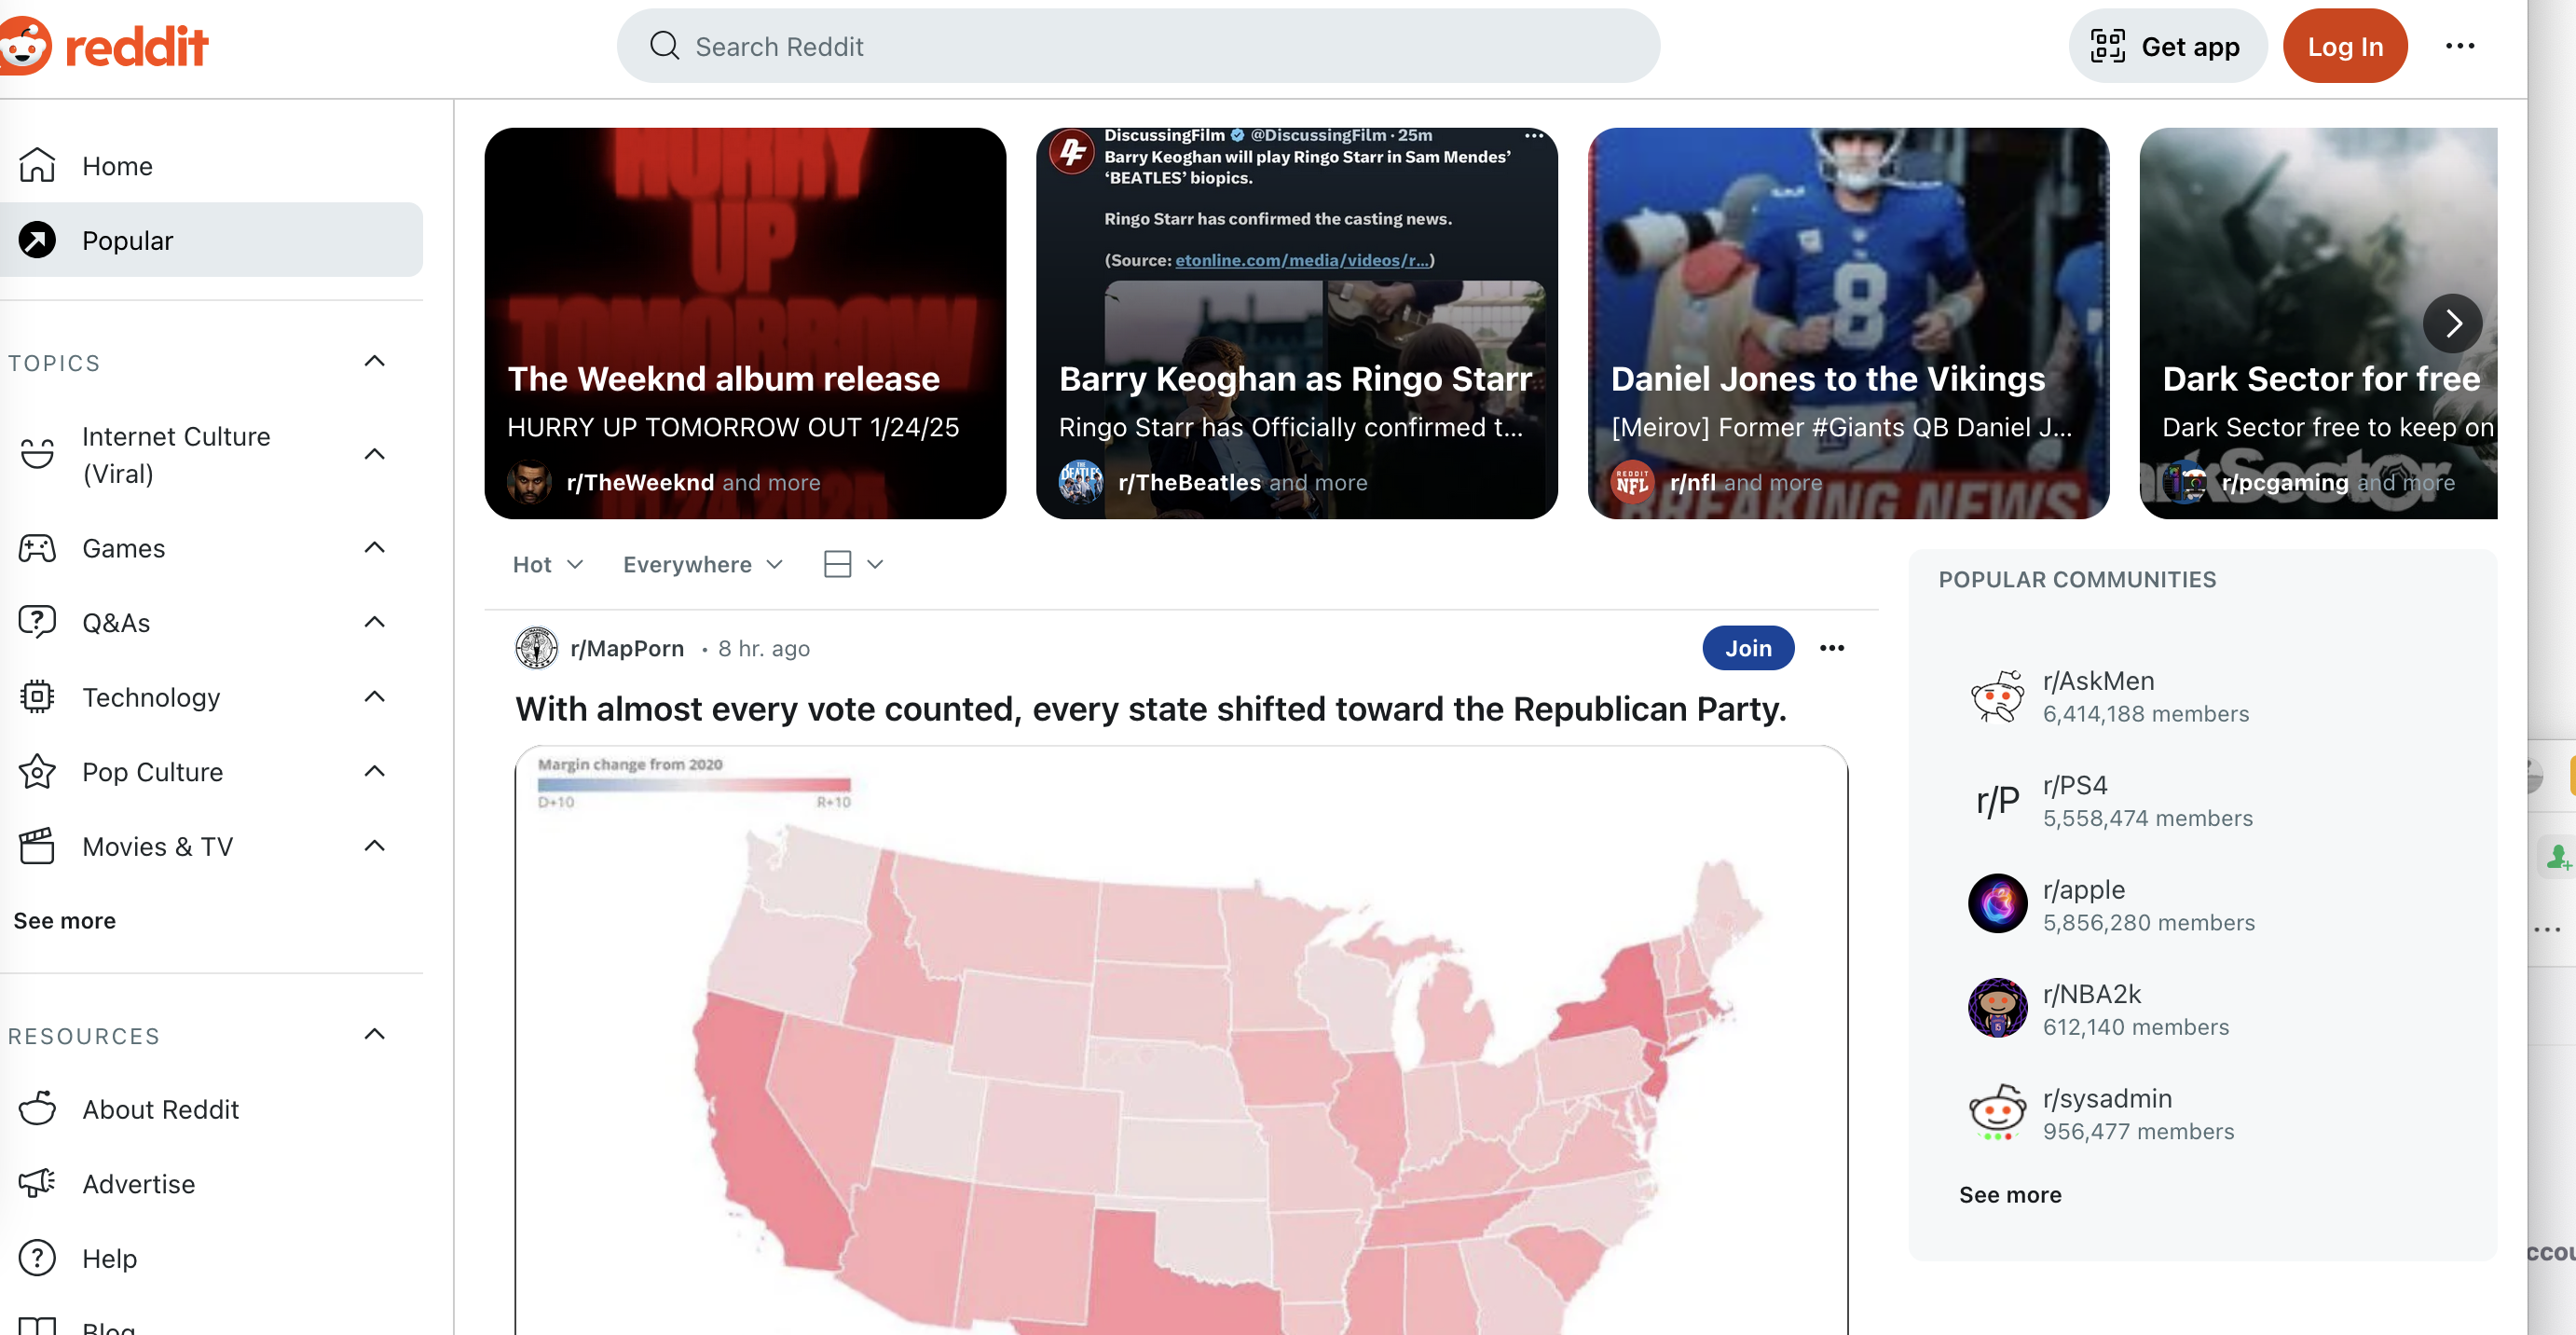 reddit
Search Reddit
Get app
Log In
Home
Popular
TOPICS
Internet Culture
(Viral)
Games
Q&As
Technology
Pop Culture
Movies & TV
See more
RESOURCES
About Reddit
Advertise
Help
Blog
HURRY
UP
TOMORROW
The Weeknd album release
HURRY UP TOMORROW OUT 1/24/25
r/TheWeeknd and more
DiscussingFilm @DiscussingFilm · 25m
Barry Keoghan will play Ringo Starr in Sam Mendes’
‘BEATLES’ biopics.
Ringo Starr has confirmed the casting news.
(Source: etonline.com/media/videos/r…)
Barry Keoghan as Ringo Starr
Ringo Starr has Officially confirmed t...
THE
BEATLES
r/TheBeatles and more
8
Daniel Jones to the Vikings
[Meirov] Former #Giants QB Daniel J...
REDDIT
NFL
r/nfl and more
BREAKING NEWS
Dark Sector for free
Dark Sector free to keep on
r/pcgaming and more
arkSector
Hot
Everywhere
r/MapPorn • 8 hr. ago
Join
With almost every vote counted, every state shifted toward the Republican Party.
Margin change from 2020
D+10
R+10
POPULAR COMMUNITIES
r/AskMen
6,414,188 members
r/P
r/PS4
5,558,474 members
r/apple
5,856,280 members
r/NBA2k
612,140 members
r/sysadmin
956,477 members
See more
ccou